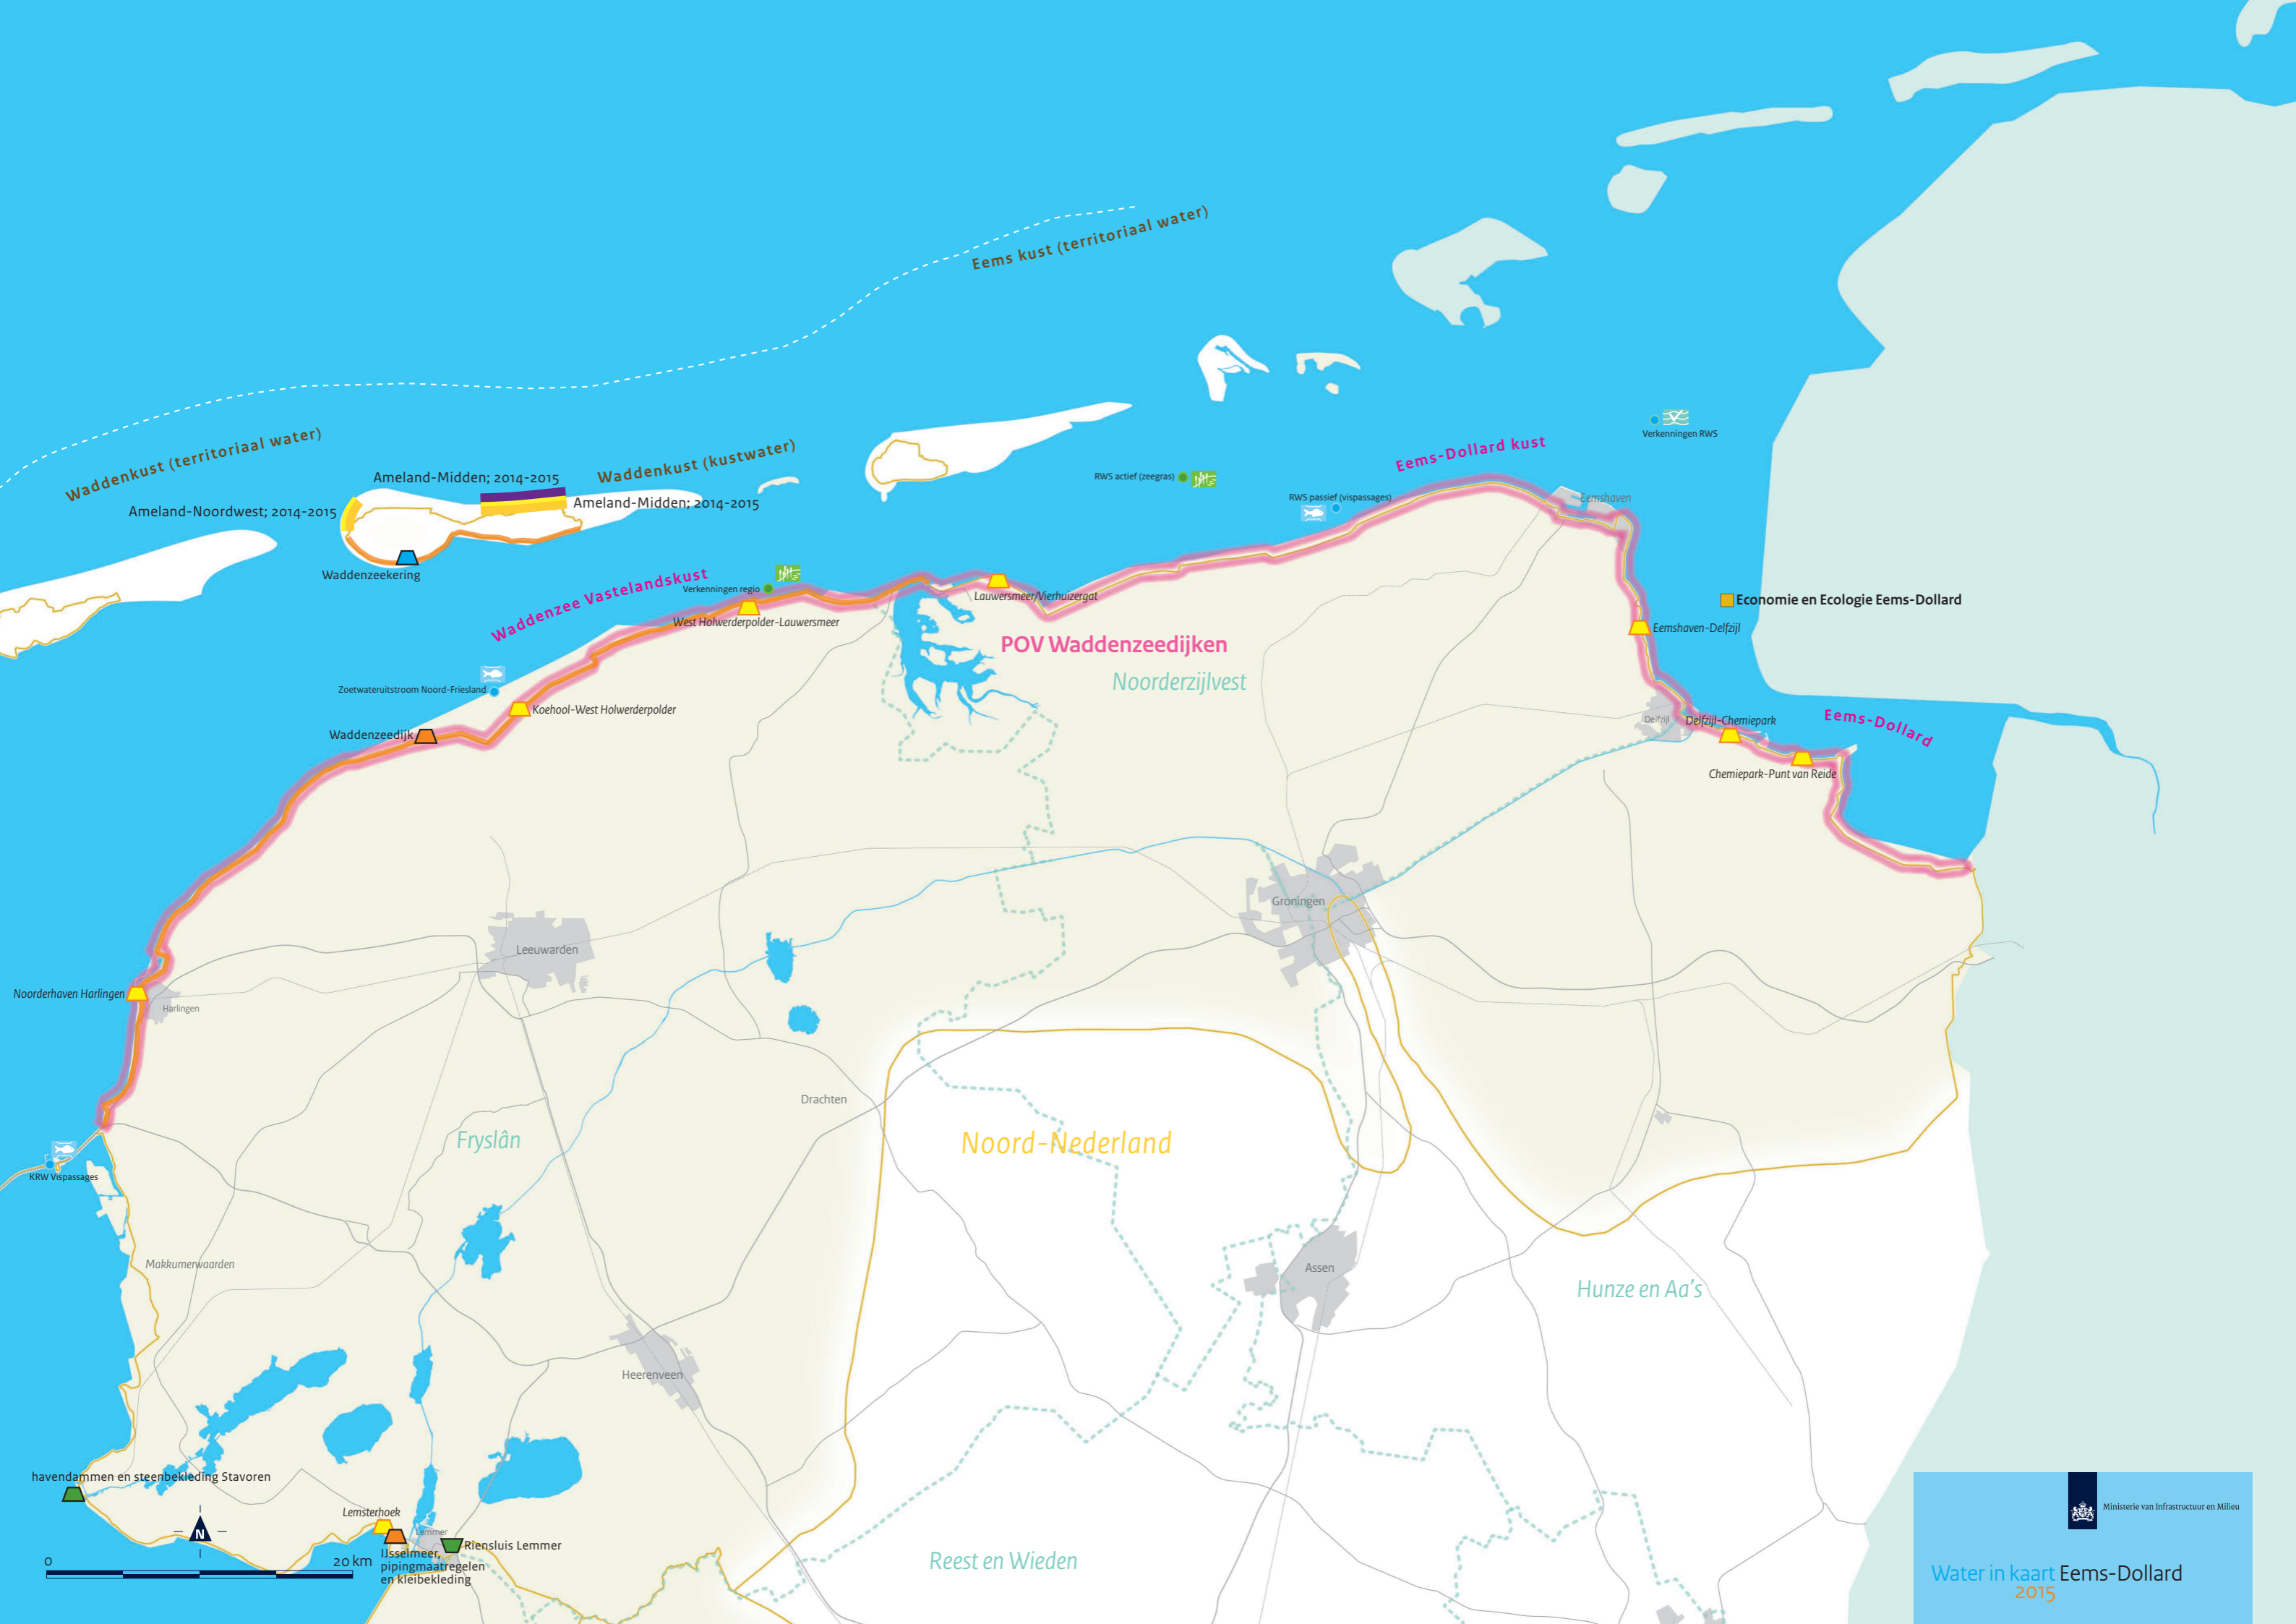 Eems kust (territoriaal water)
Waddenkust (territoriaal water)
Waddenkust (kustwater)
Ameland-Midden; 2014-2015
Ameland-Midden; 2014-2015
Ameland-Noordwest; 2014-2015
Waddenzeekering
Eems-Dollard kust
Verkenningen RWS
RWS actief (zeegras)
RWS passief (vispassages)
Eemshaven
Waddenzee Vastelandskust
Verkenningen regio
West Holwerderpolder-Lauwersmeer
Lauwersmeer/Vierhuizergat
Economie en Ecologie Eems-Dollard
Eemshaven-Delfzijl
POV Waddenzeedijken
Noorderzijlvest
Zoetwateruitstroom Noord-Friesland
Koehool-West Holwerderpolder
Waddenzeedijk
Delfzijl
Delfzijl-Chemiepark
Eems-Dollard
Chemiepark-Punt van Reide
Groningen
Leeuwarden
Noorderhaven Harlingen
Harlingen
Drachten
Fryslân
Noord-Nederland
KRW Vispassages
Makkumerwaarden
Assen
Hunze en Aa's
Heerenveen
havendammen en steenbekleding Stavoren
Lemsterhoek
Lemmer
Riensluis Lemmer
IJsselmeer,
pipingmaatregelen
en kleibekleding
N
0
20 km
Reest en Wieden
Ministerie van Infrastructuur en Milieu
Water in kaart Eems-Dollard
2015